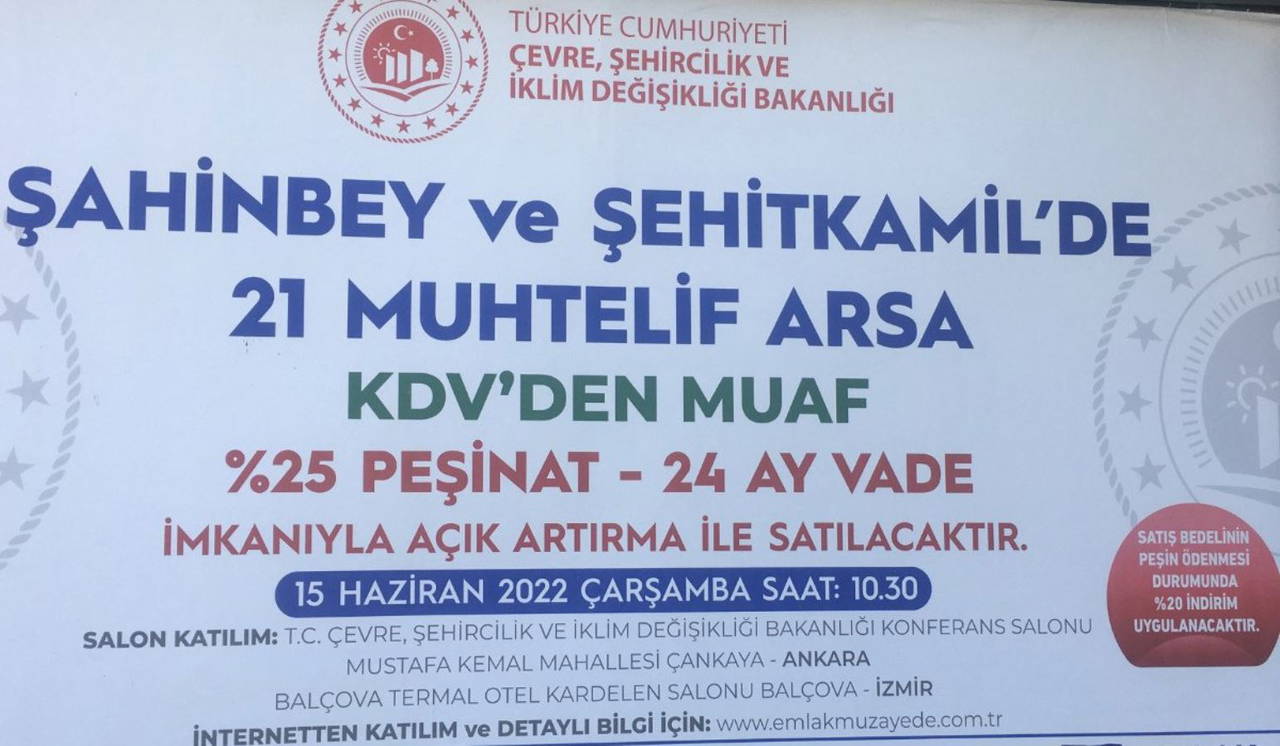 TÜRKİYE CUMHURİYETİ
ÇEVRE, ŞEHİRCİLİK VE
İKLİM DEĞİŞİKLİĞİ BAKANLIĞI
ŞAHİNBEY ve ŞEHİTKAMİL'DE
21 MUHTELİF ARSA
KDV'DEN MUAF
%25 PEŞİNAT - 24 AY VADE
İMKANIYLA AÇIK ARTIRMA İLE SATILACAKTIR.
15 HAZİRAN 2022 ÇARŞAMBA SAAT: 10.30
SALON KATILIM: T.C. ÇEVRE, ŞEHİRCİLİK VE İKLİM DEĞİŞİKLİĞİ BAKANLIĞI KONFERANS SALONU
MUSTAFA KEMAL MAHALLESİ ÇANKAYA - ANKARA
BALÇOVA TERMAL OTEL KARDELEN SALONU BALÇOVA - İZMİR
İNTERNETTEN KATILIM ve DETAYLI BİLGİ İÇİN: www.emlakmuzayede.com.tr
SATIŞ BEDELİNİN
PEŞİN ÖDENMESİ
DURUMUNDA
%20 İNDİRİM
UYGULANACAKTIR.